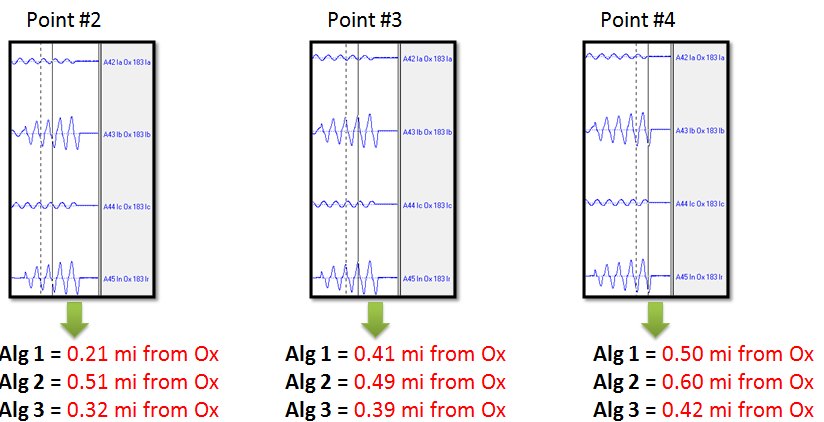 Point #2
Point #3
Point #4
A42 Ia Ox 183 Ia
A43 Ib Ox 183 Ib
A44 Ic Ox 183 Ic
A45 In Ox 183 Ir
A42 Ia Ox 183 Ia
A43 Ib Ox 183 Ib
A44 Ic Ox 183 Ic
A45 In Ox 183 Ir
A42 Ia Ox 183 Ia
A43 Ib Ox 183 Ib
A44 Ic Ox 183 Ic
A45 In Ox 183 Ir
Alg 1 = 0.21 mi from Ox
Alg 2 = 0.51 mi from Ox
Alg 3 = 0.32 mi from Ox
Alg 1 = 0.41 mi from Ox
Alg 2 = 0.49 mi from Ox
Alg 3 = 0.39 mi from Ox
Alg 1 = 0.50 mi from Ox
Alg 2 = 0.60 mi from Ox
Alg 3 = 0.42 mi from Ox